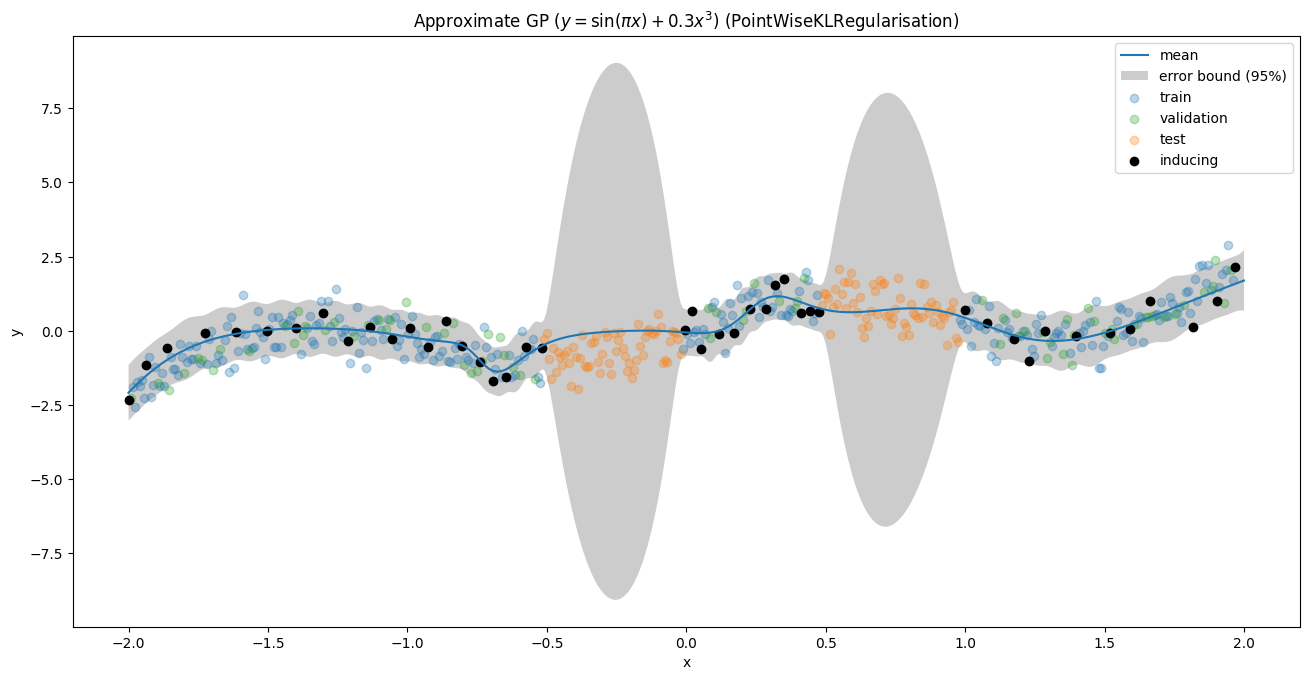 Approximate GP (y = sin(πx) + 0.3x³) (PointWiseKLRegularisation)
mean
error bound (95%)
train
validation
test
inducing
7.5
5.0
2.5
0.0
−2.5
−5.0
−7.5
y
−2.0 −1.5 −1.0 −0.5 0.0 0.5 1.0 1.5 2.0
x